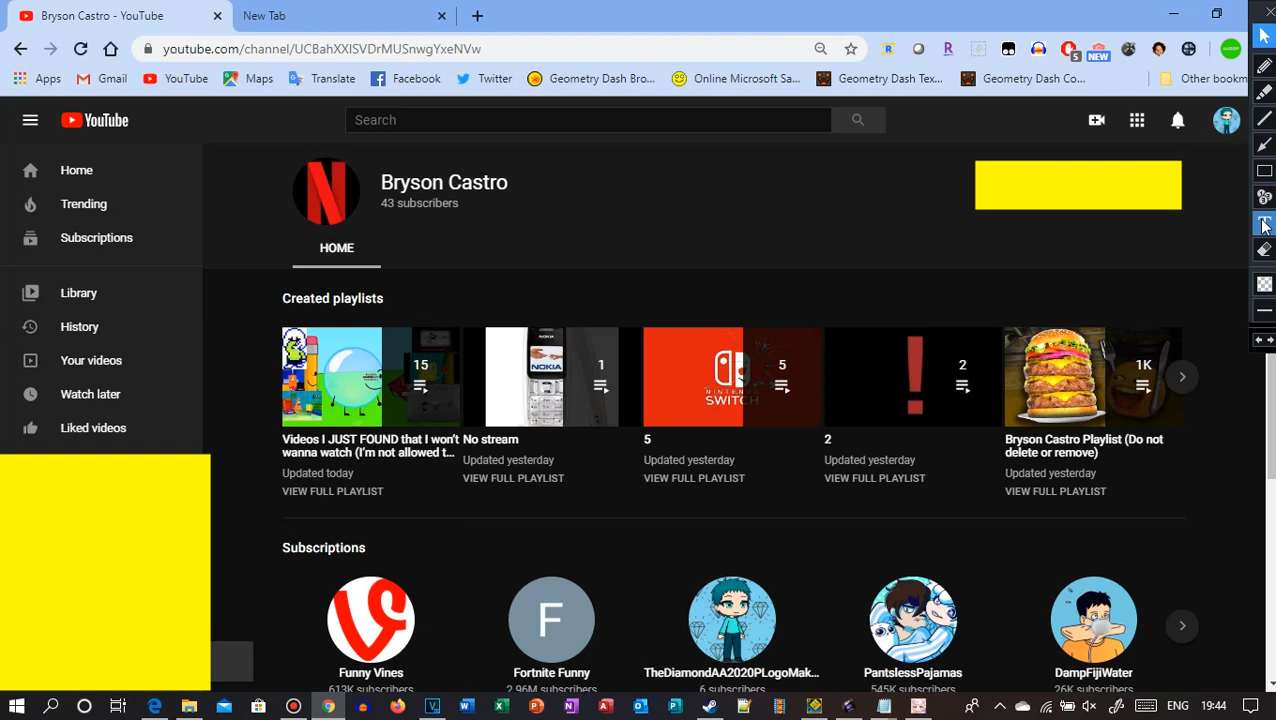 Bryson Castro - YouTube
New Tab
youtube.com/channel/UCBahXXISVDrMUSnwgYxeNVw
5
NEW
Apps
Gmail
YouTube
Maps
Translate
Facebook
Twitter
Geometry Dash Bro...
Online Microsoft Sa...
Geometry Dash Tex...
Geometry Dash Co...
Other bookm
YouTube
Search
Home
Trending
Subscriptions
Library
History
Your videos
Watch later
Liked videos
Bryson Castro
43 subscribers
HOME
Created playlists
15
NOKIA
1
NINTENDO
SWITCH
5
2
1K
Videos I JUST FOUND that I won't
wanna watch (I'm not allowed t...
Updated today
VIEW FULL PLAYLIST
No stream
Updated yesterday
VIEW FULL PLAYLIST
5
Updated yesterday
VIEW FULL PLAYLIST
2
Updated yesterday
VIEW FULL PLAYLIST
Bryson Castro Playlist (Do not
delete or remove)
Updated yesterday
VIEW FULL PLAYLIST
Subscriptions
F
Funny Vines
613K subscribers
Fortnite Funny
2.96M subscribers
TheDiamondAA2020PLogoMak...
6 subscribers
PantslessPajamas
545K subscribers
DampFijiWater
26K subscribers
ENG
19:44